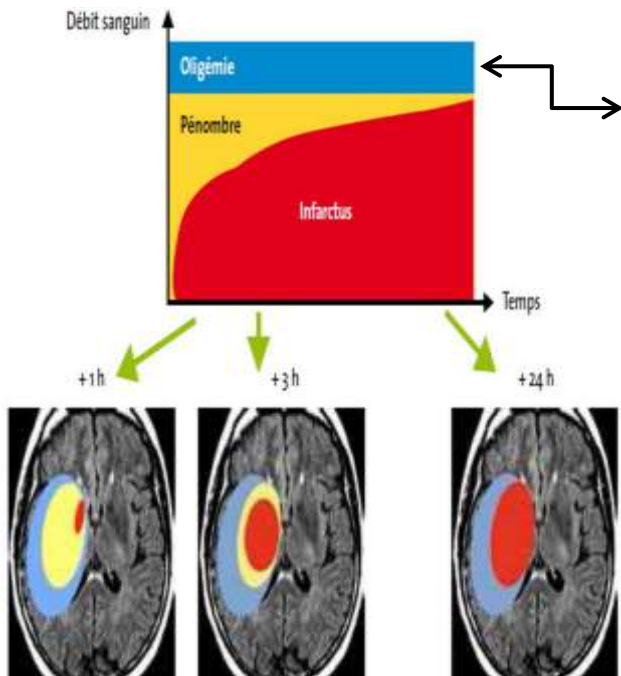 Débit sanguin
Oligémie
Pénombre
Infarctus
Temps
+1 h
+3 h
+24 h